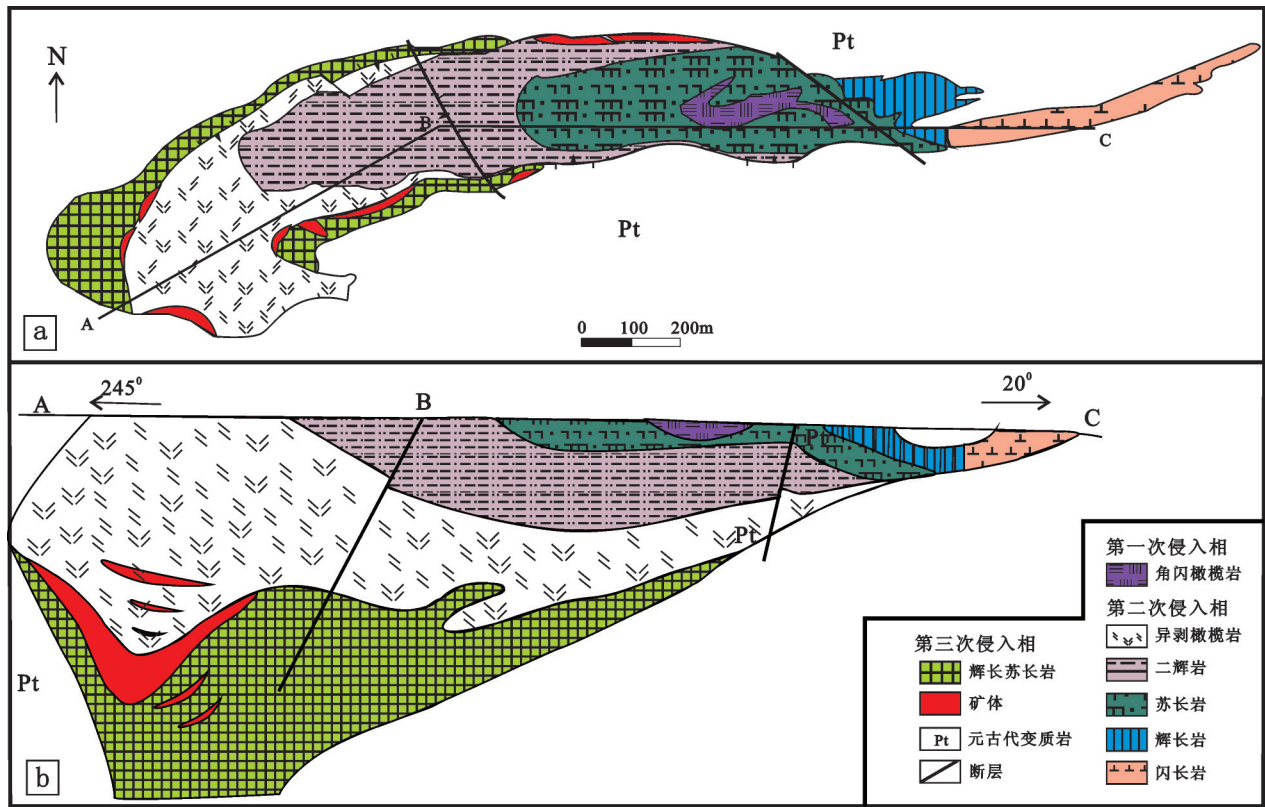 N
Pt
B
C
Pt
A
a
0 100 200m
245⁰
20⁰
A
B
C
Pt
Pt
Pt
b
第一次侵入相
角闪橄榄岩
第二次侵入相
异剥橄榄岩
二辉岩
苏长岩
辉长岩
闪长岩
第三次侵入相
辉长苏长岩
矿体
Pt 元古代变质岩
断层